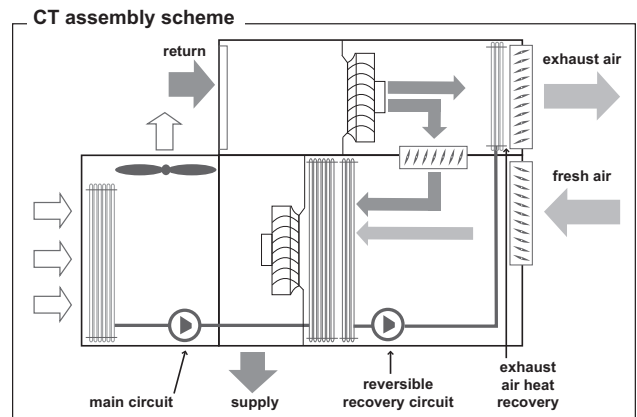 CT assembly scheme
return
exhaust air
fresh air
main circuit
supply
reversible
recovery circuit
exhaust
air heat
recovery